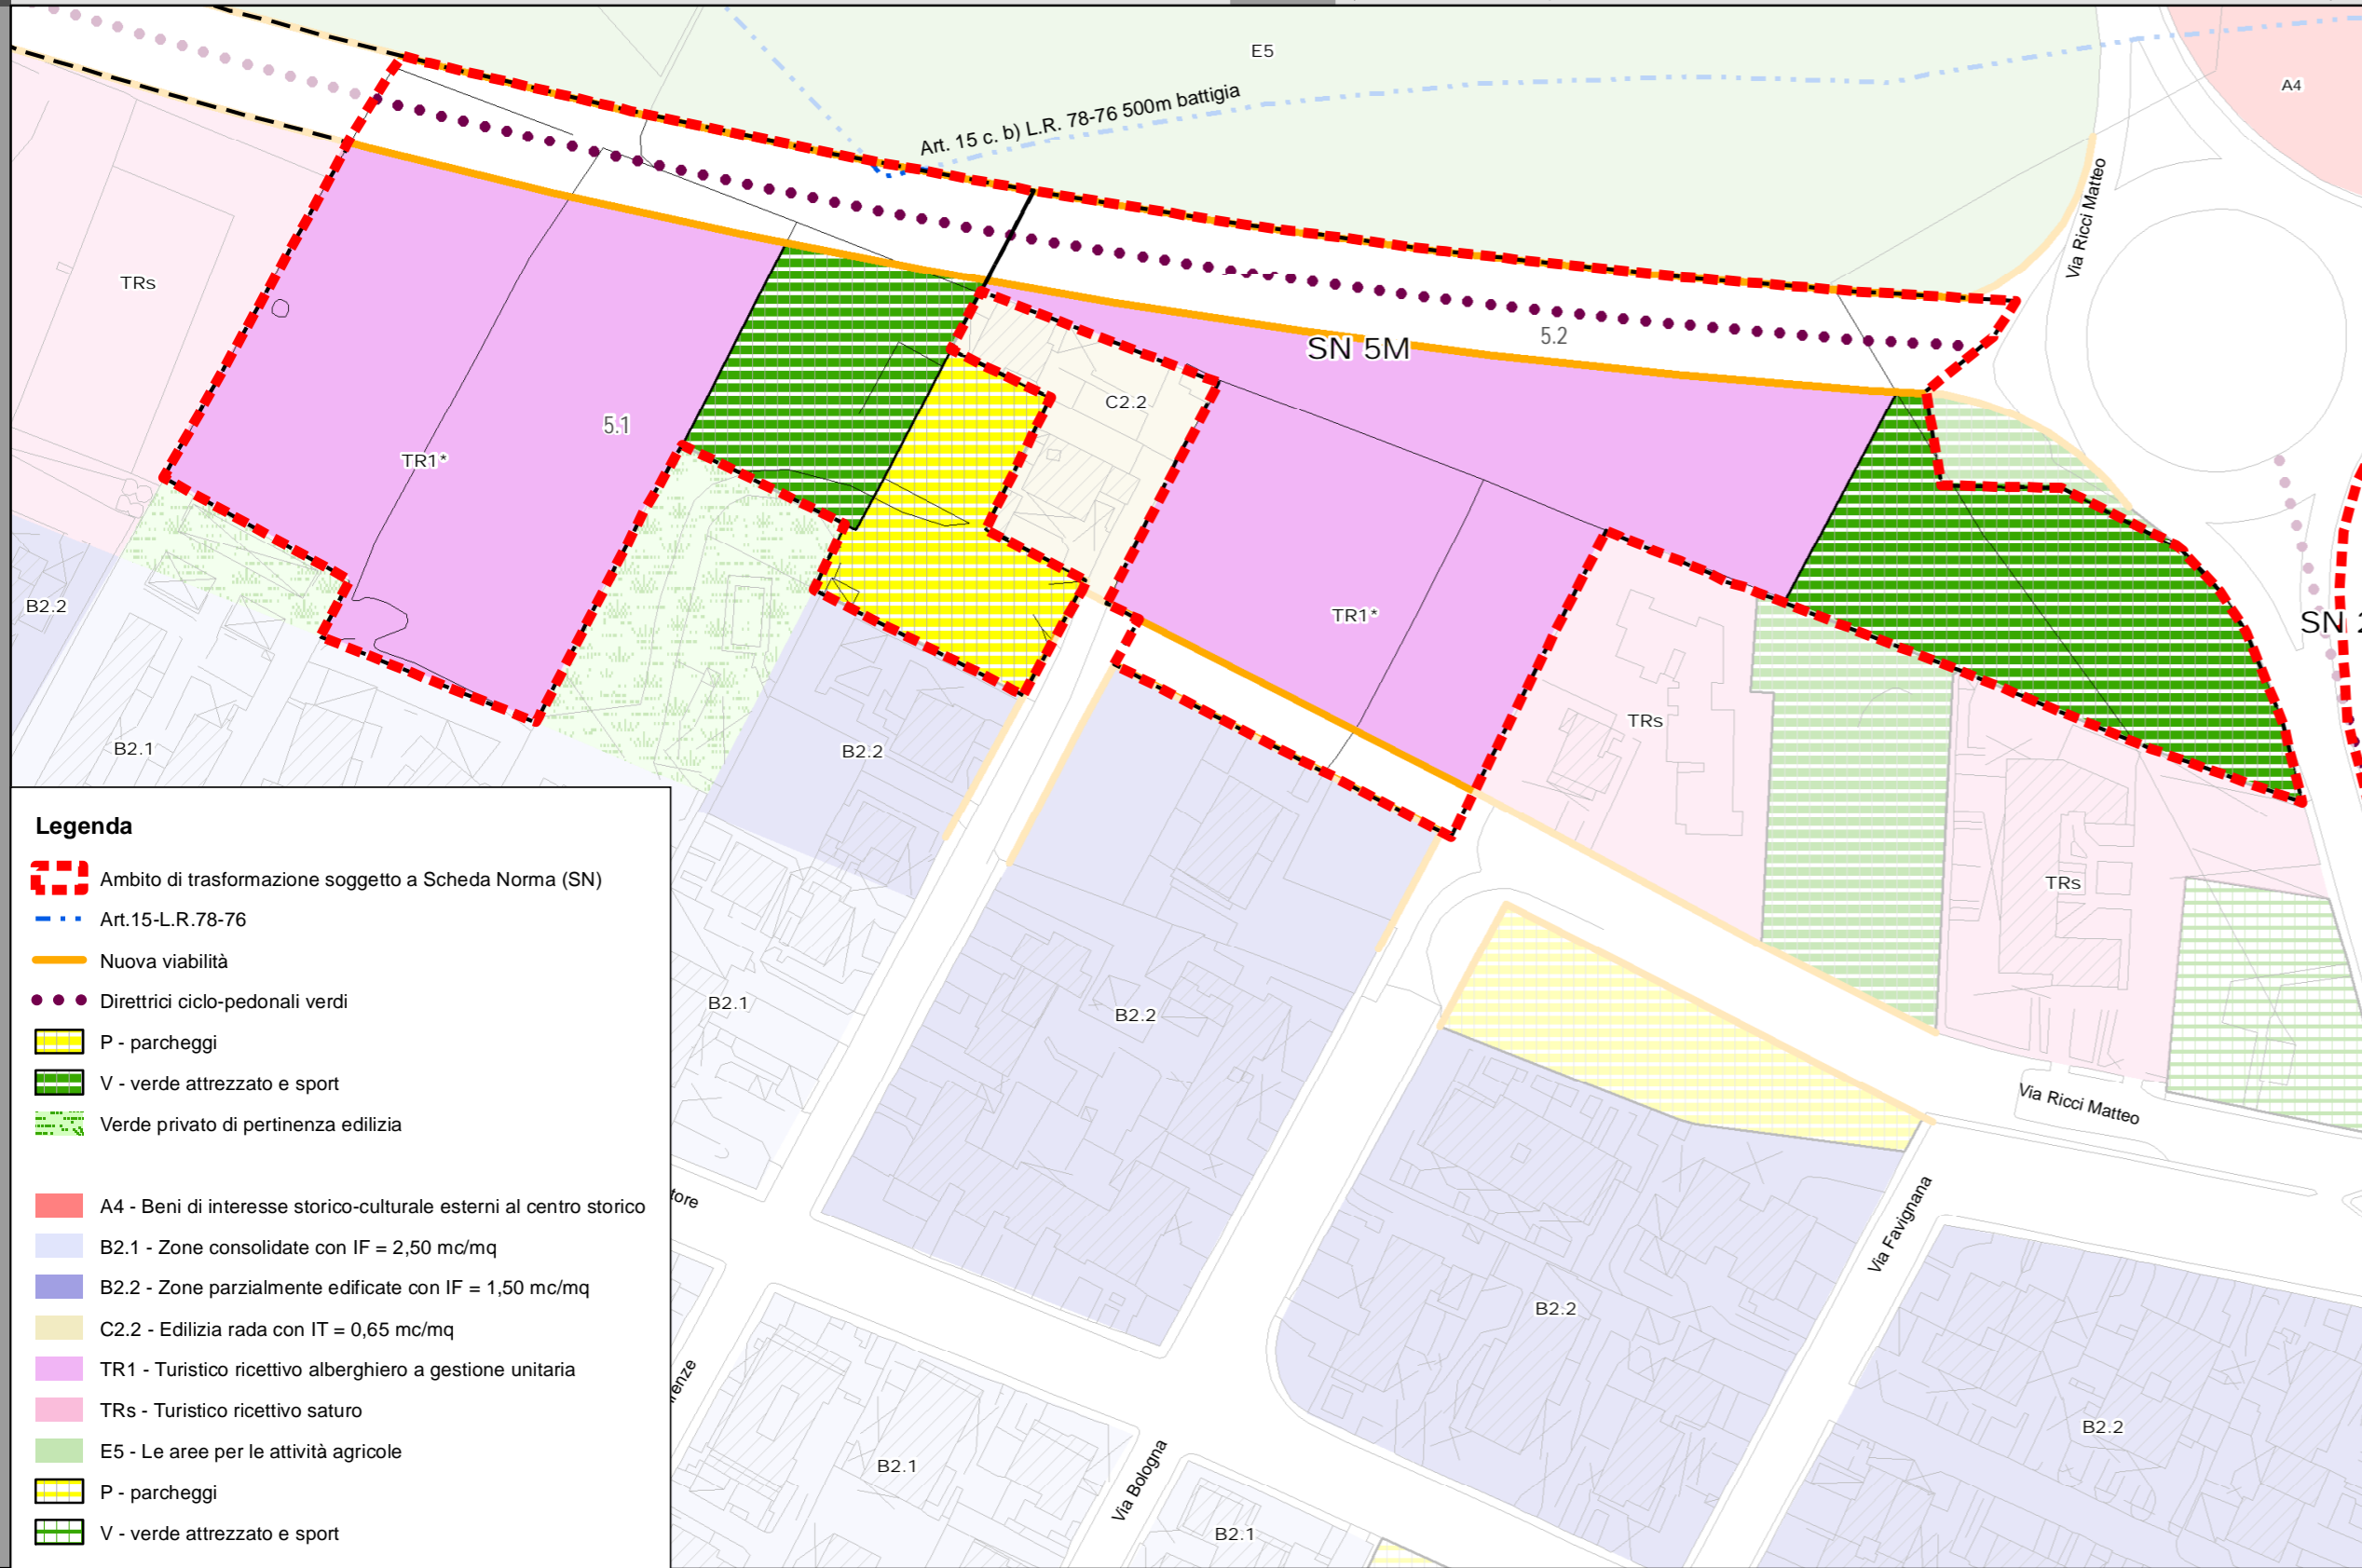 E5
A4
Art. 15 c. b) L.R. 78-76 500m battigia
Via Ricci Matteo
TRs
SN 5M
5.2
C2.2
5.1
TR1*
TR1*
B2.2
SN 2
TRs
B2.1
B2.2
TRs
B2.1
B2.2
Via Ricci Matteo
tore
Via Favignana
B2.2
B2.2
renze
B2.1
Via Bologna
B2.1
Legenda
Ambito di trasformazione soggetto a Scheda Norma (SN)
Art.15-L.R.78-76
Nuova viabilità
Direttrici ciclo-pedonali verdi
P - parcheggi
V - verde attrezzato e sport
Verde privato di pertinenza edilizia
A4 - Beni di interesse storico-culturale esterni al centro storico
B2.1 - Zone consolidate con IF = 2,50 mc/mq
B2.2 - Zone parzialmente edificate con IF = 1,50 mc/mq
C2.2 - Edilizia rada con IT = 0,65 mc/mq
TR1 - Turistico ricettivo alberghiero a gestione unitaria
TRs - Turistico ricettivo saturo
E5 - Le aree per le attività agricole
P - parcheggi
V - verde attrezzato e sport